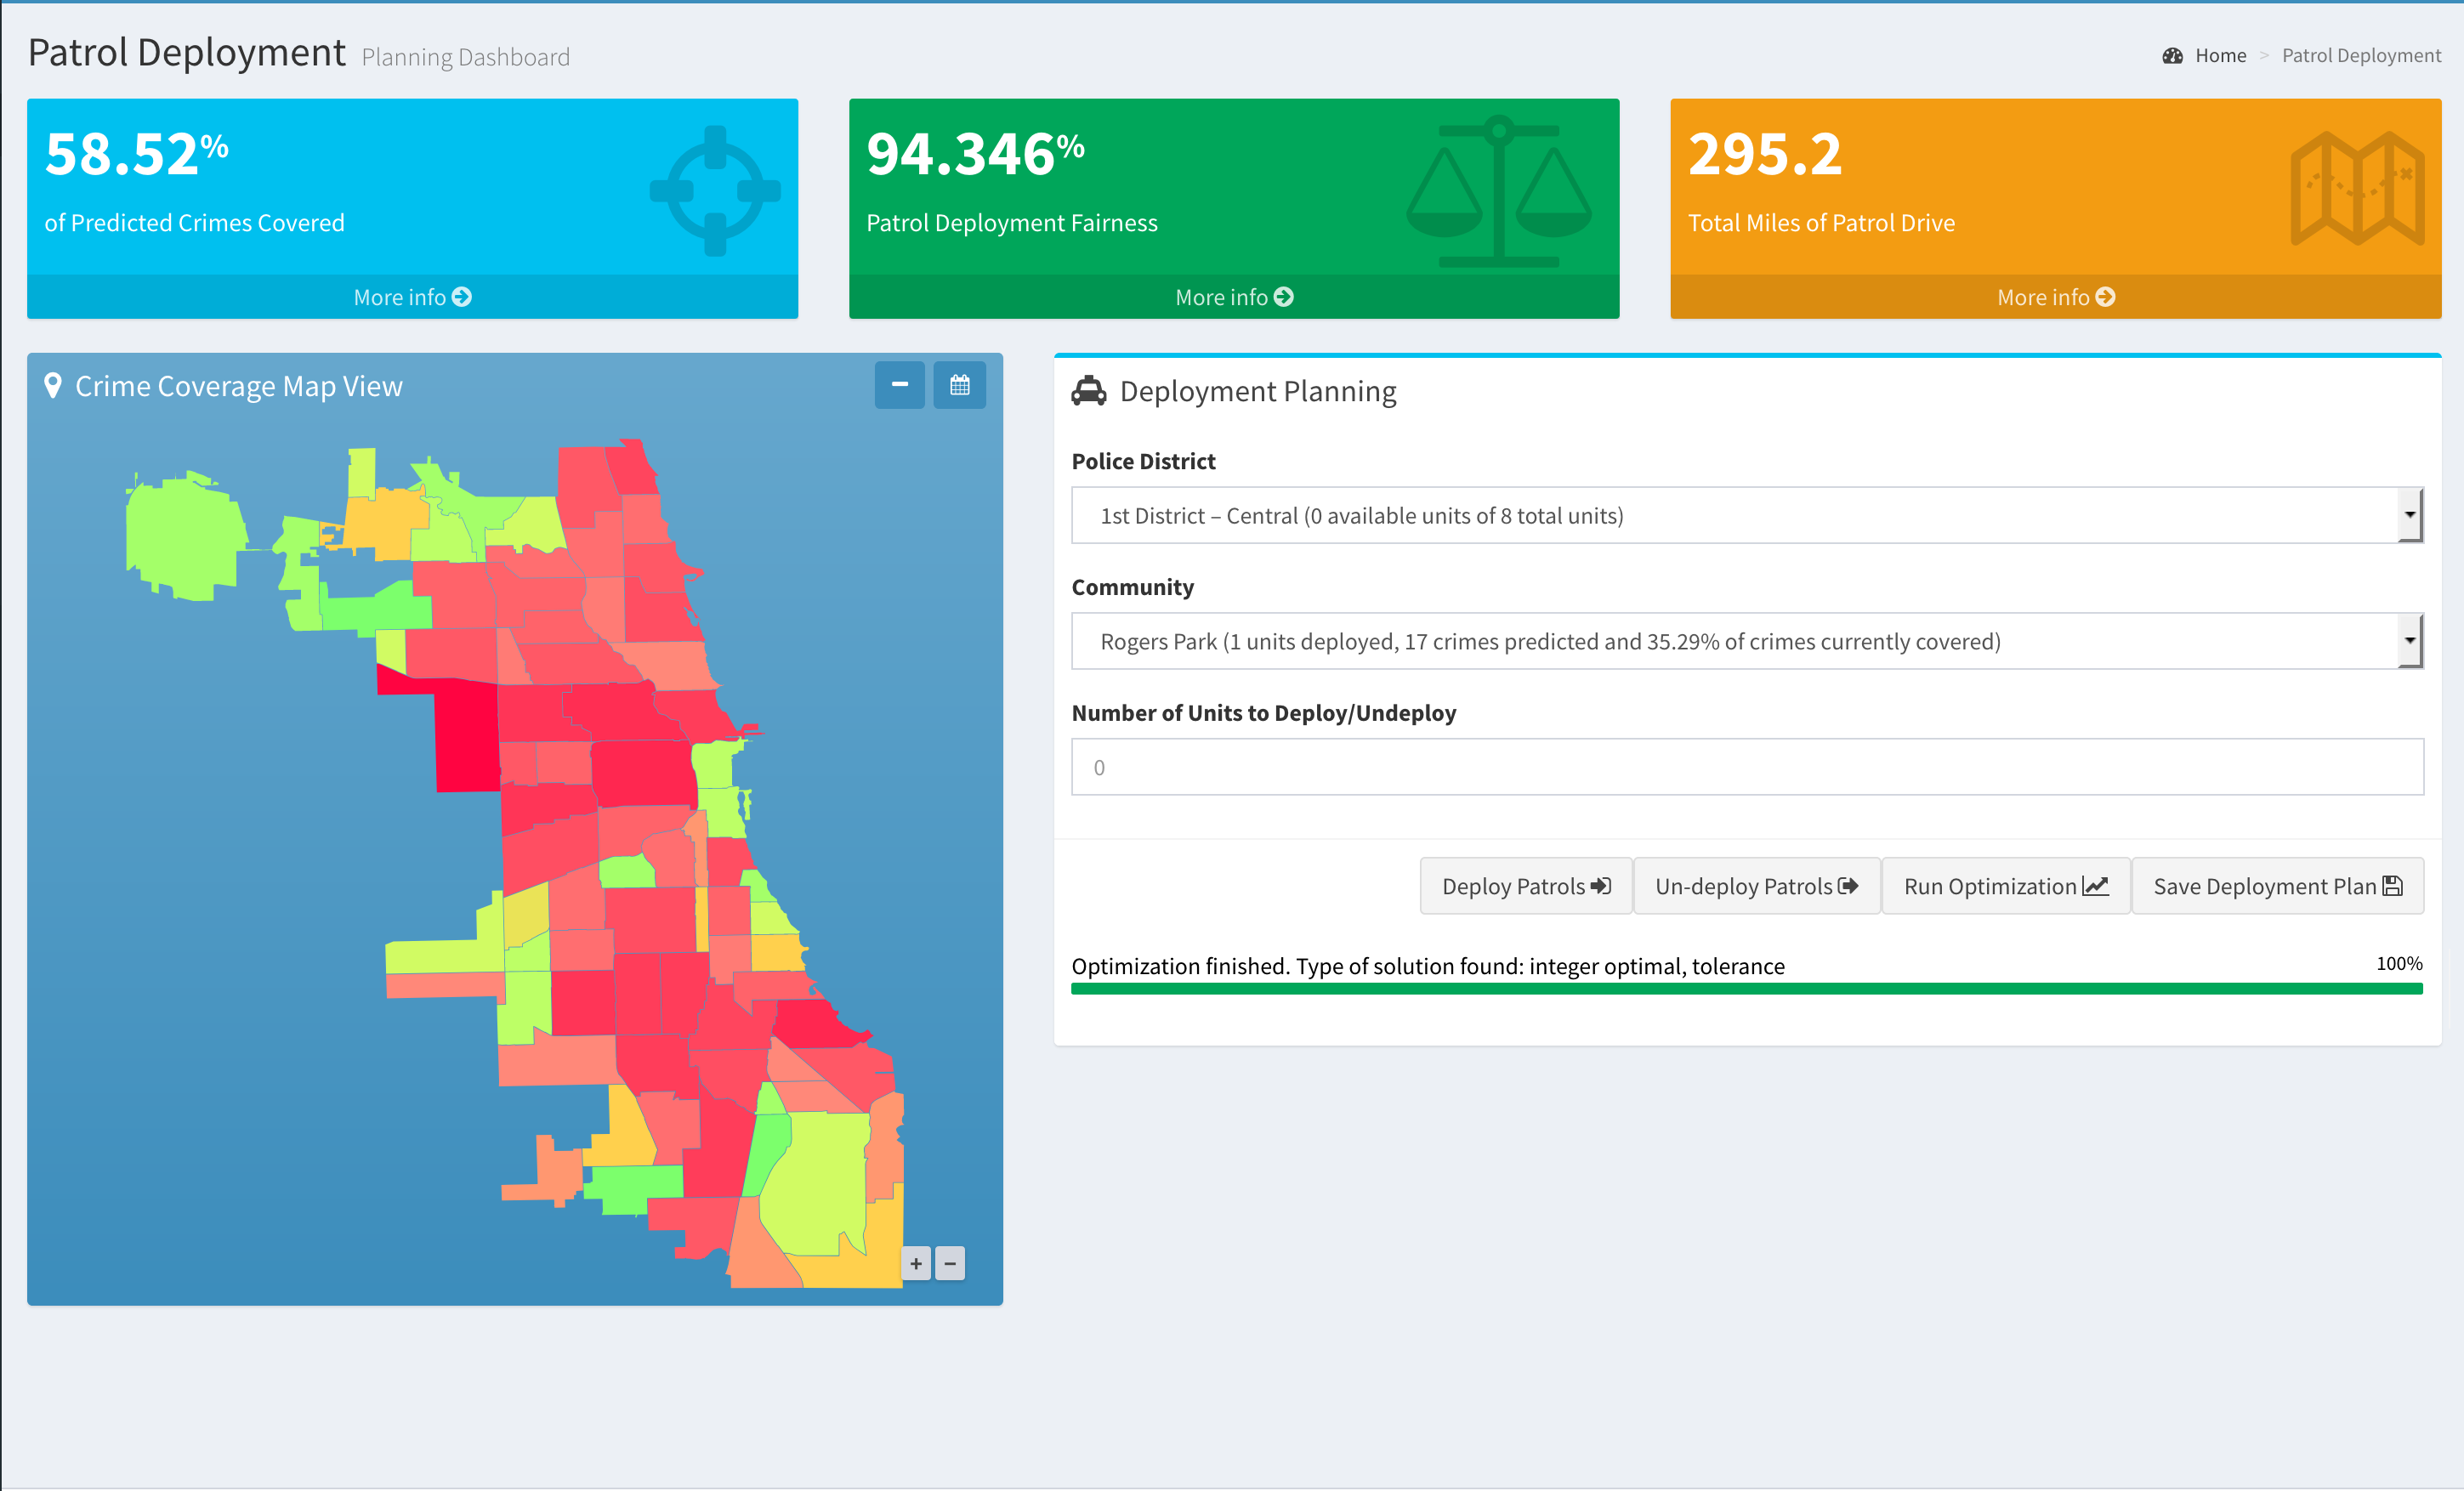 Patrol Deployment Planning Dashboard
Home > Patrol Deployment
58.52%
of Predicted Crimes Covered
More info
94.346%
Patrol Deployment Fairness
More info
295.2
Total Miles of Patrol Drive
More info
Crime Coverage Map View
+ −
Deployment Planning
Police District
1st District – Central (0 available units of 8 total units)
Community
Rogers Park (1 units deployed, 17 crimes predicted and 35.29% of crimes currently covered)
Number of Units to Deploy/Undeploy
0
Deploy Patrols Un-deploy Patrols Run Optimization Save Deployment Plan
Optimization finished. Type of solution found: integer optimal, tolerance 100%